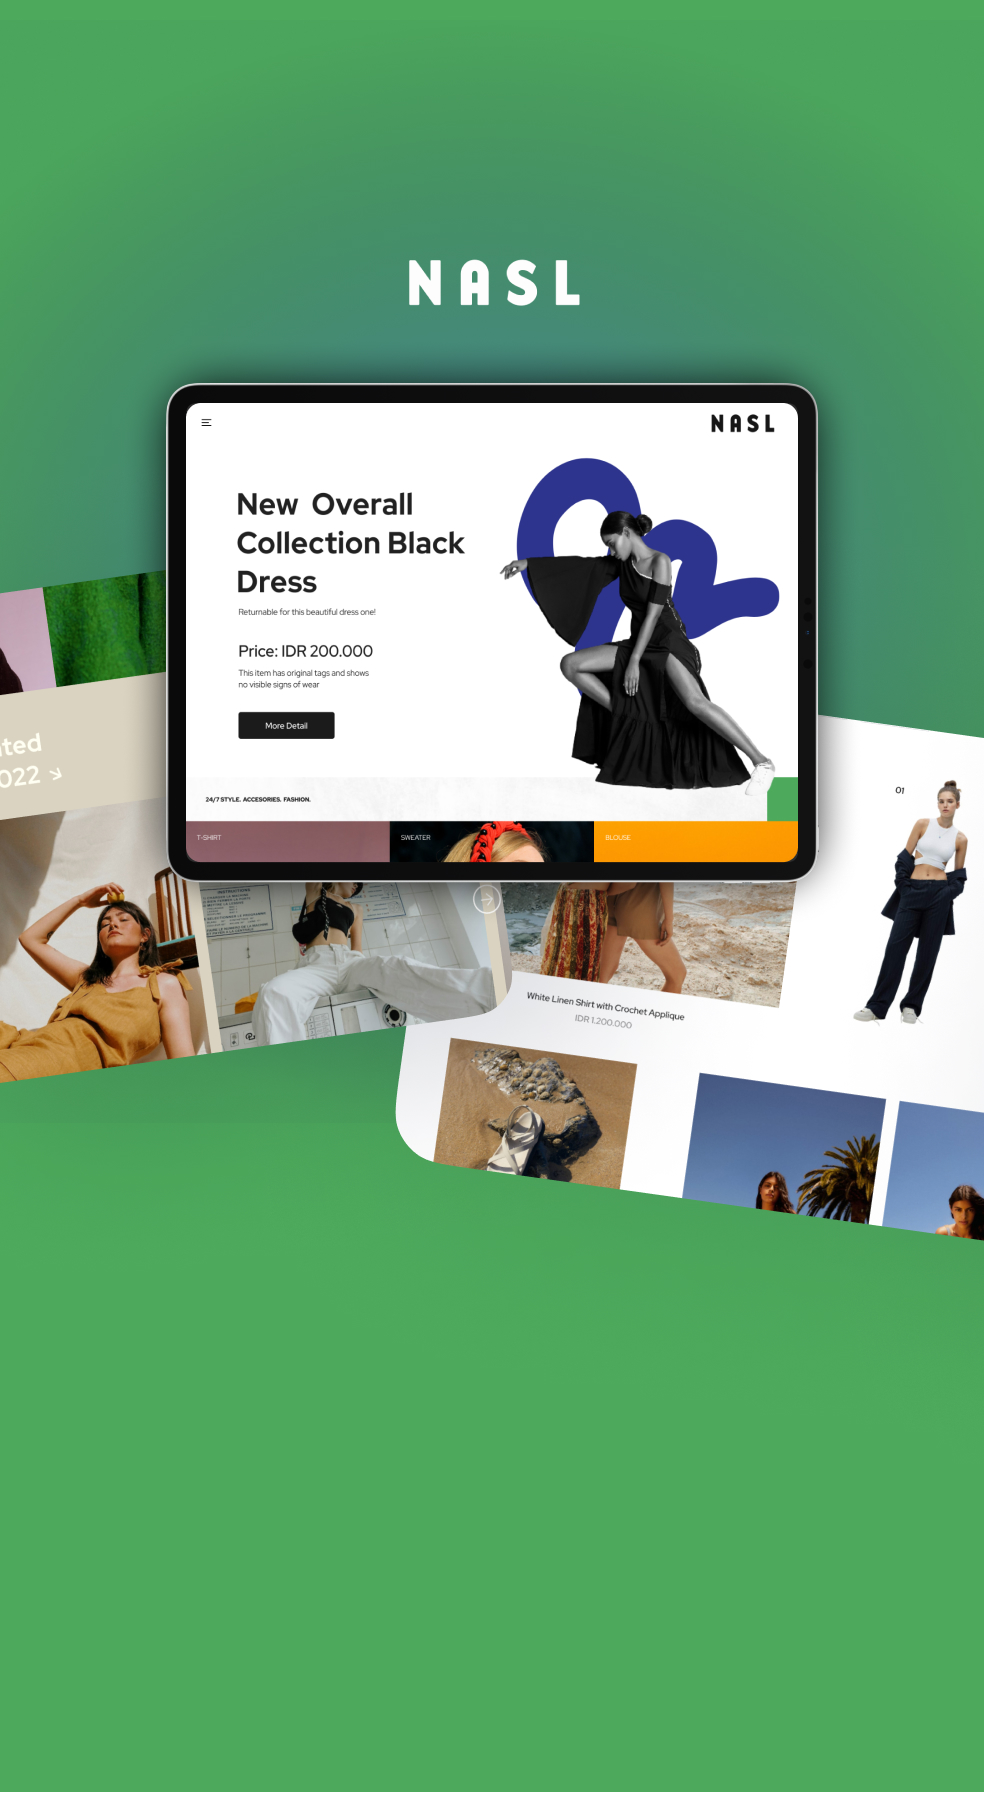 NASL
NASL
New Overall
Collection Black
Dress
Returnable for this beautiful dress one!
Price: IDR 200.000
This item has original tags and shows
no visible signs of wear
More Detail
24/7 STYLE. ACCESORIES. FASHION.
T-SHIRT
SWEATER
BLOUSE
2022
01
INSTRUCTIONS
White Linen Shirt with Crochet Applique
IDR 1.200.000